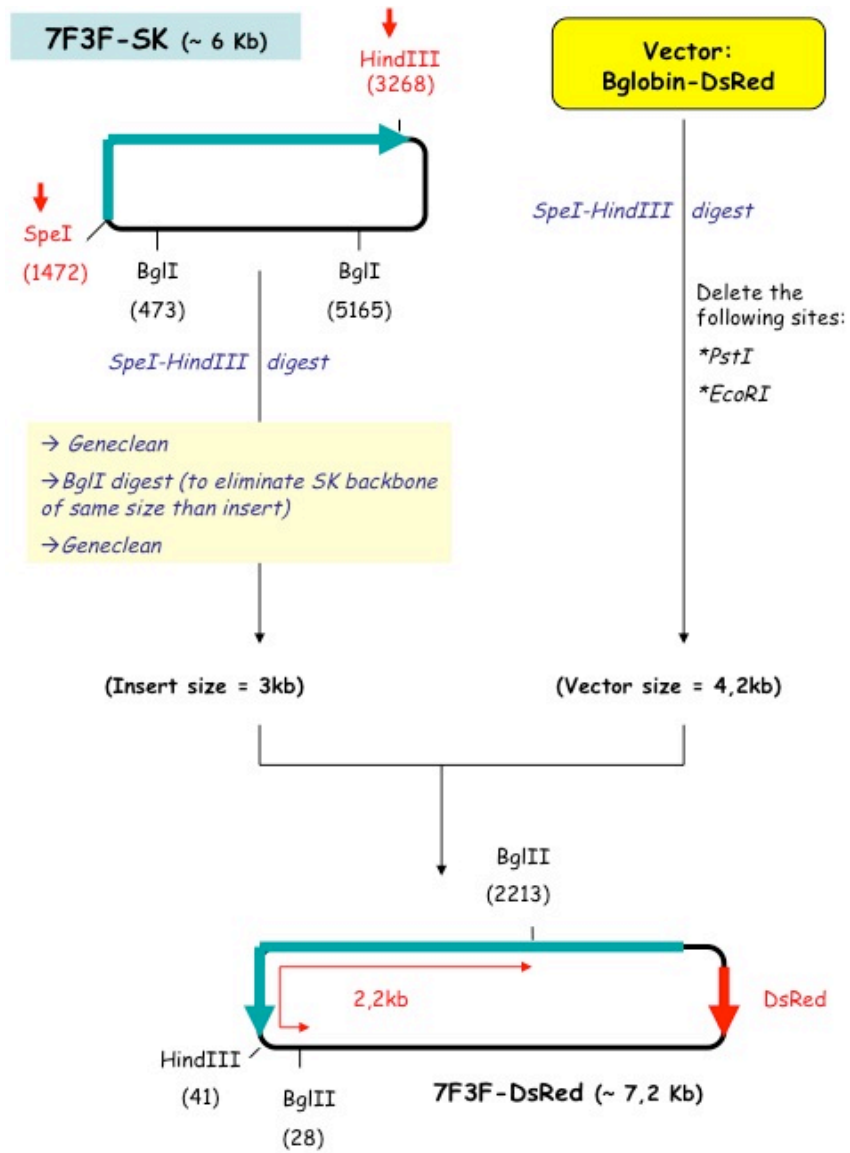 7F3F-SK (~ 6 Kb)
HindIII
(3268)
Vector:
Bglobin-DsRed
SpeI
(1472)
BglI
(473)
BglI
(5165)
SpeI-HindIII digest
SpeI-HindIII digest
Delete the
following sites:
*PstI
*EcoRI
→ Geneclean
→BglI digest (to eliminate SK backbone
of same size than insert)
→Geneclean
(Insert size = 3kb)
(Vector size = 4,2kb)
BglII
(2213)
2,2kb
DsRed
HindIII
(41)
BglII
(28)
7F3F-DsRed (~ 7,2 Kb)